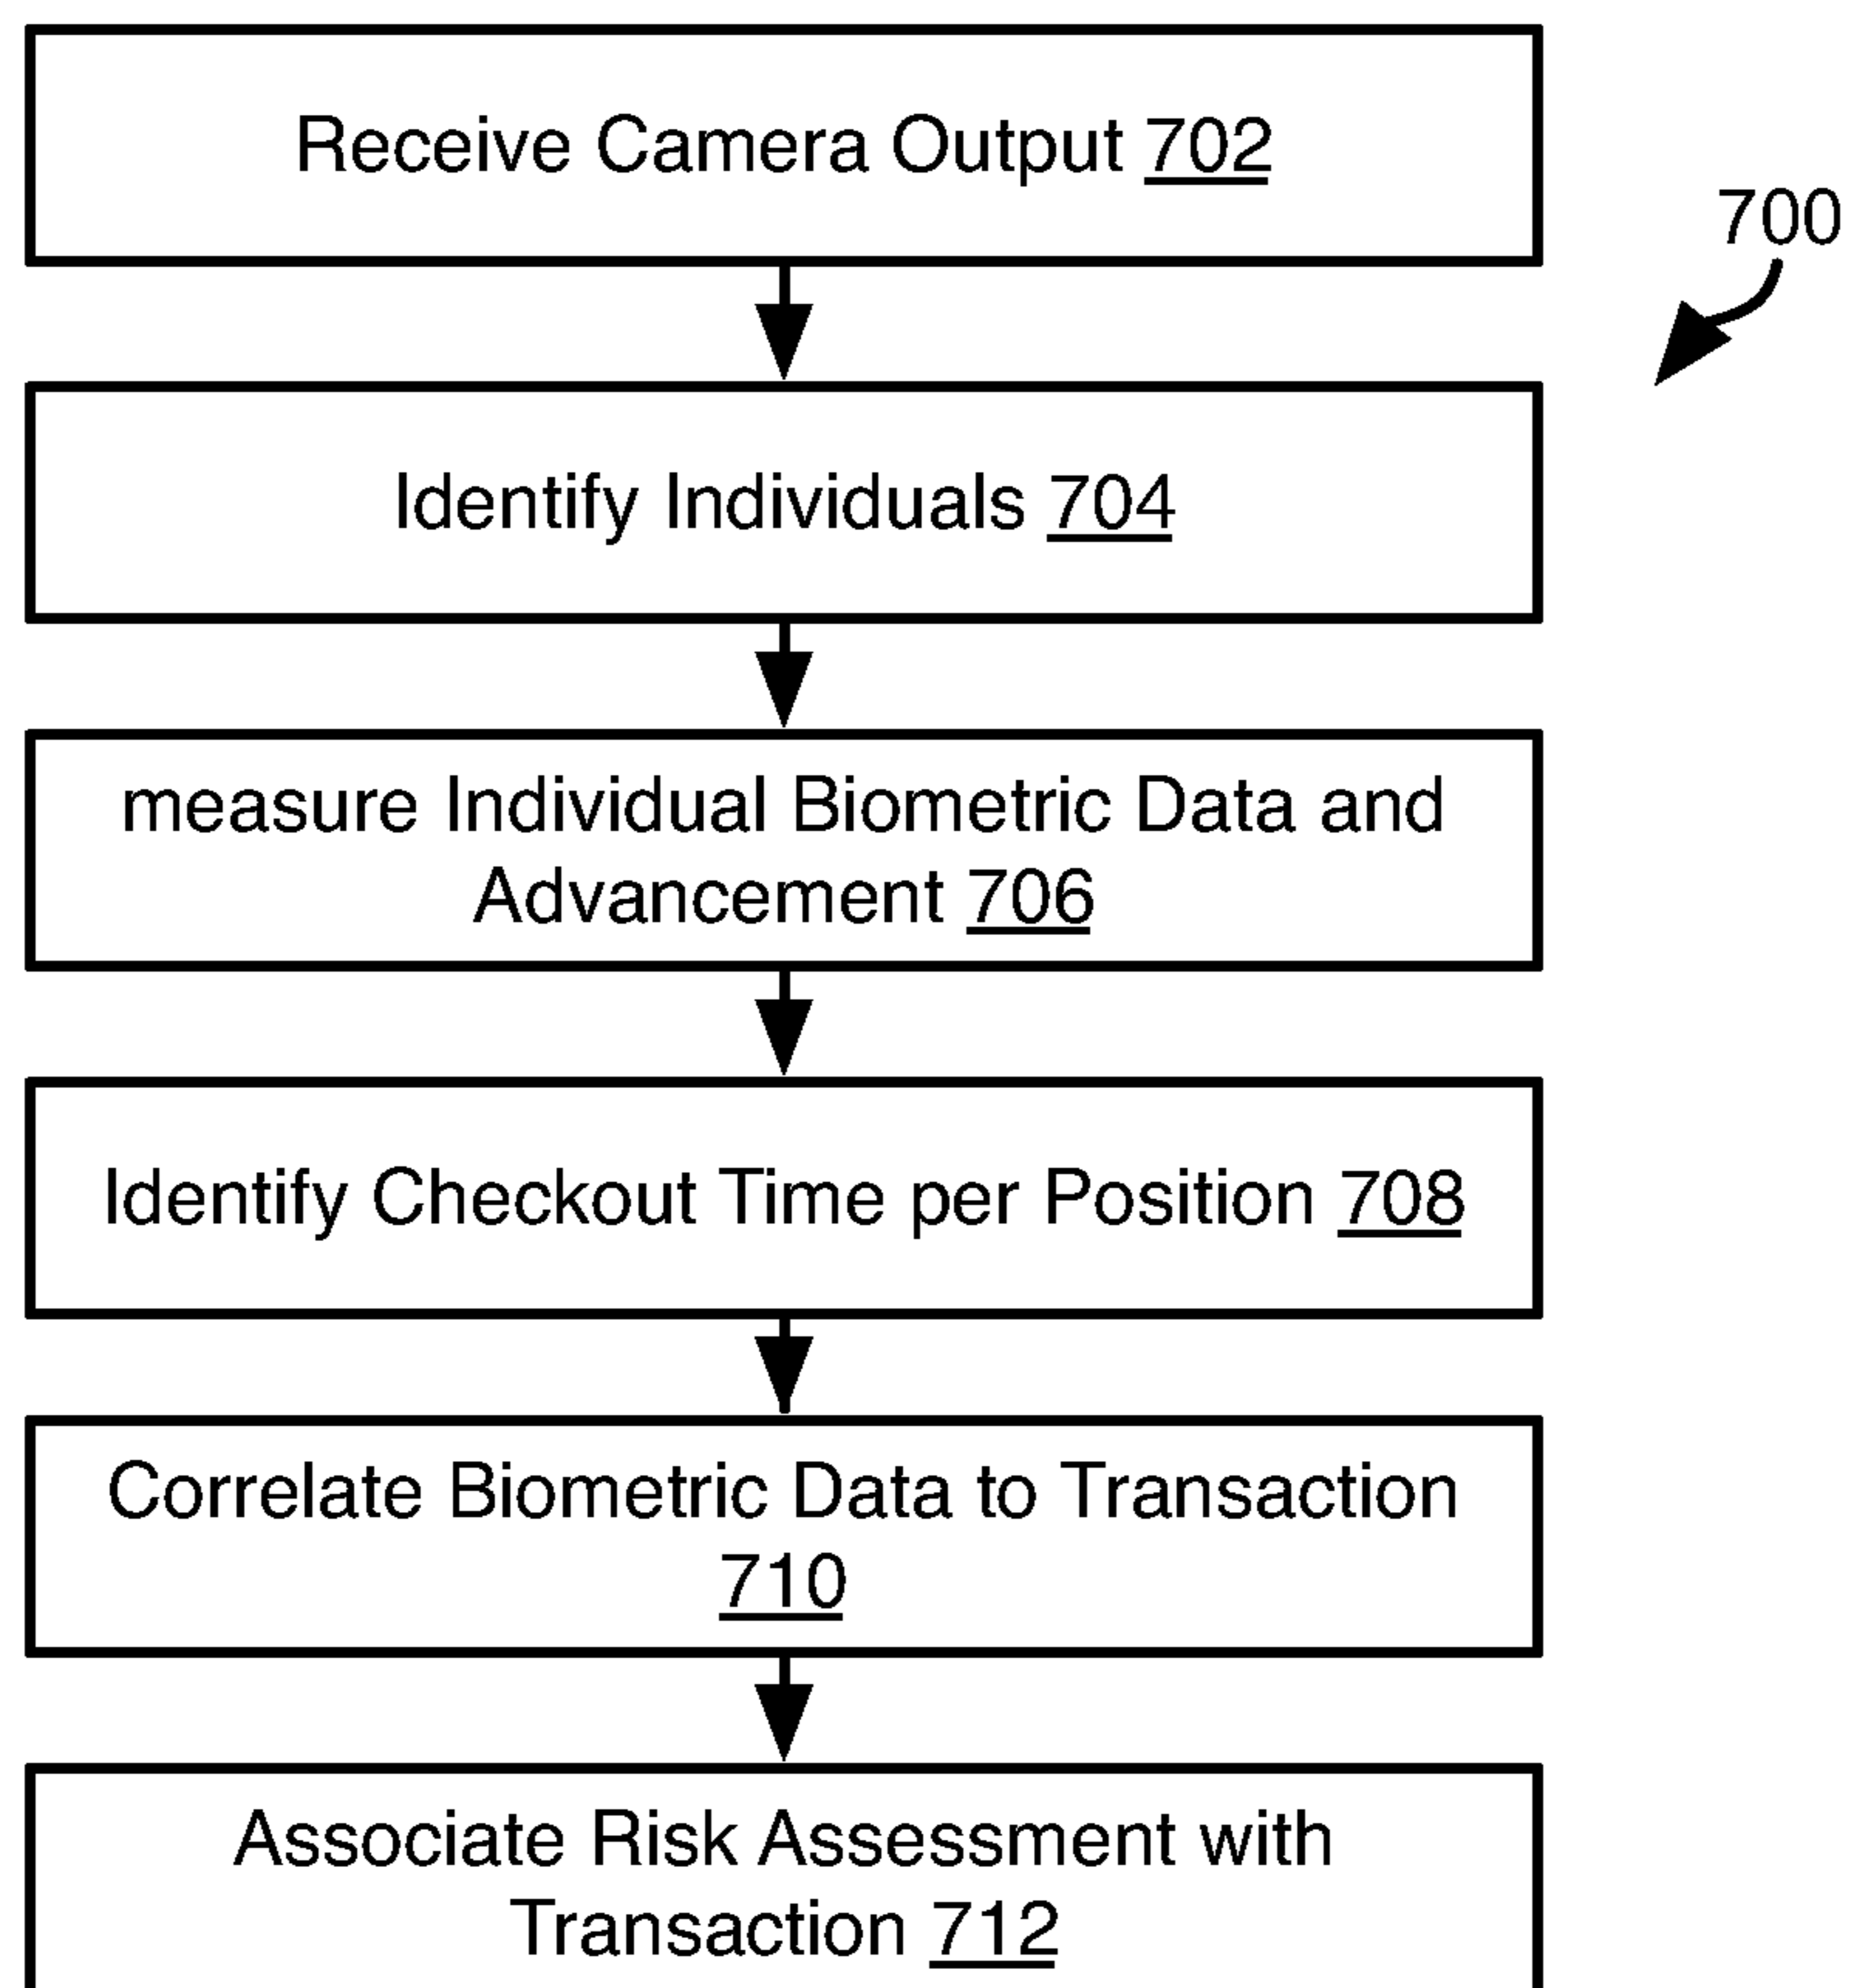 Receive Camera Output 702
700
Identify Individuals 704
measure Individual Biometric Data and
Advancement 706
Identify Checkout Time per Position 708
Correlate Biometric Data to Transaction
710
Associate Risk Assessment with
Transaction 712